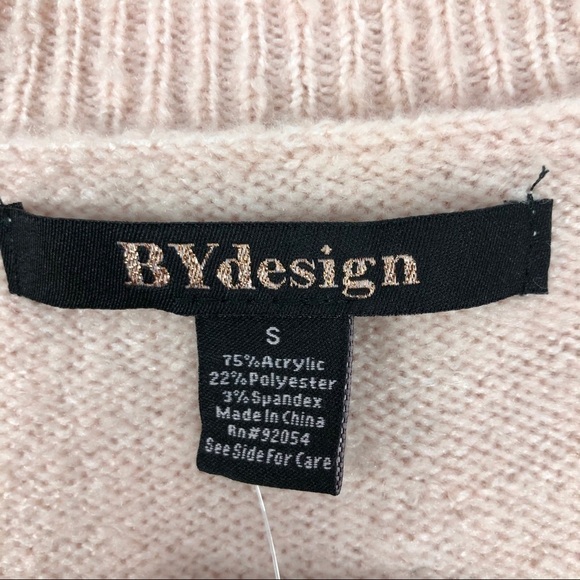 BYdesign
S
75%Acrylic
22%Polyester
3%Spandex
Made In China
Rn#92054
See Side For Care